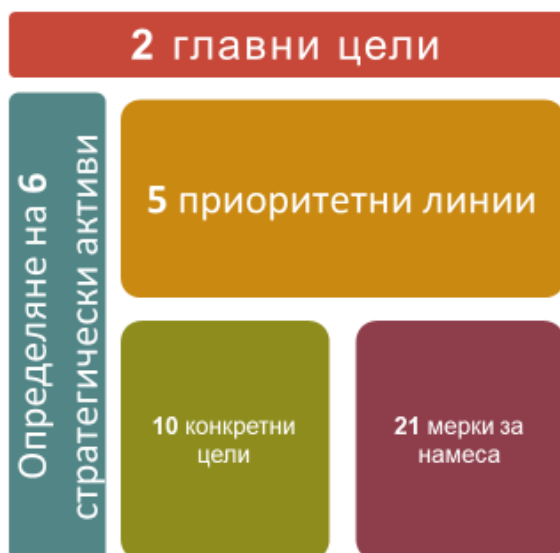 2 главни цели
Определяне на 6
стратегически активи
5 приоритетни линии
10 конкретни
цели
21 мерки за
намеса